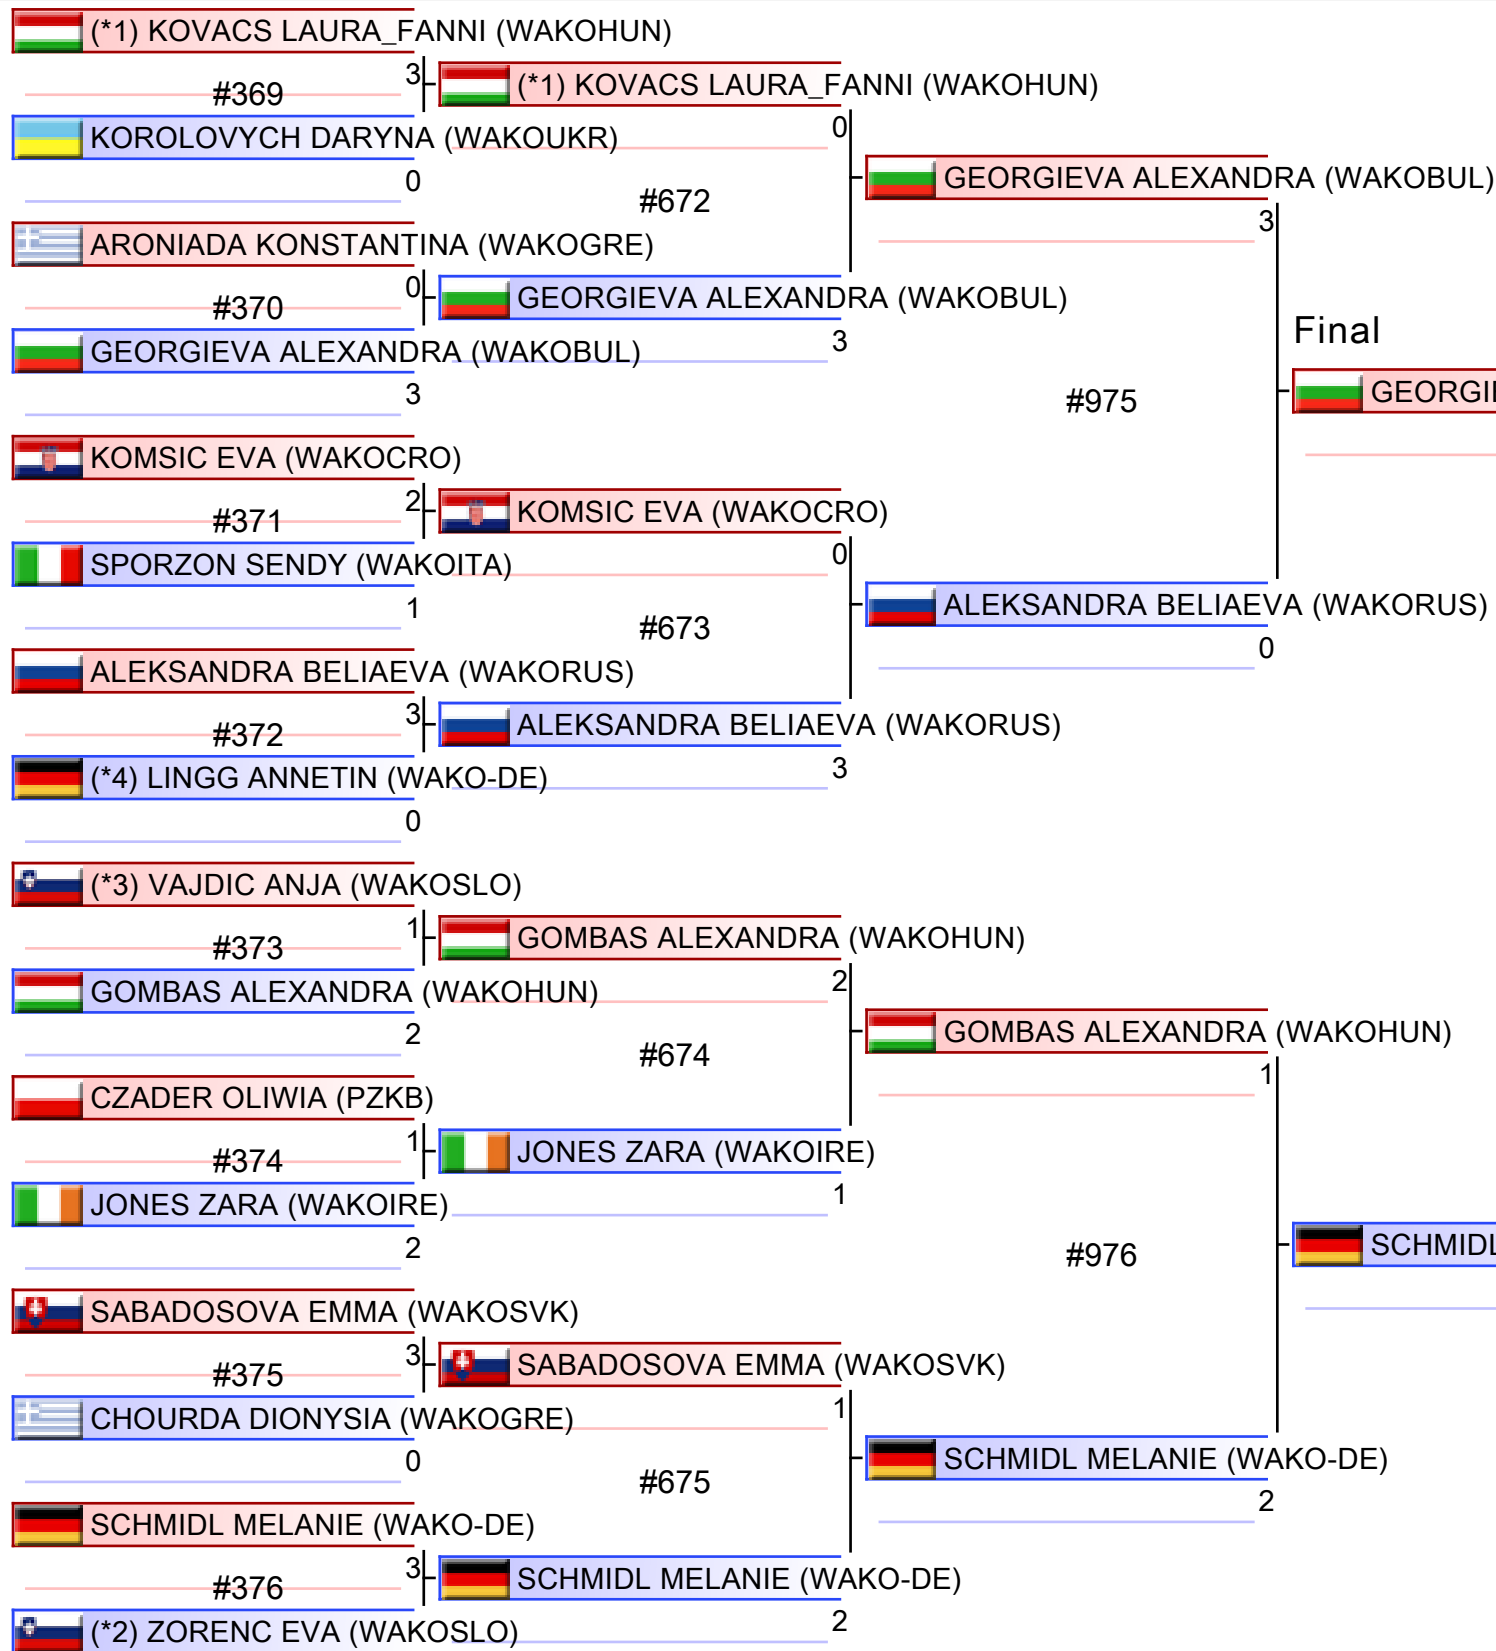 (*1) KOVACS LAURA_FANNI (WAKOHUN)
3
#369
(*1) KOVACS LAURA_FANNI (WAKOHUN)
KOROLOVYCH DARYNA (WAKOUKR)
0
0
#672
GEORGIEVA ALEXANDRA (WAKOBUL)
3
ARONIADA KONSTANTINA (WAKOGRE)
0
#370
GEORGIEVA ALEXANDRA (WAKOBUL)
3
GEORGIEVA ALEXANDRA (WAKOBUL)
3
Final
#975
GEORGI
KOMSIC EVA (WAKOCRO)
2
#371
KOMSIC EVA (WAKOCRO)
0
SPORZON SENDY (WAKOITA)
1
#673
ALEKSANDRA BELIAEVA (WAKORUS)
0
ALEKSANDRA BELIAEVA (WAKORUS)
3
#372
ALEKSANDRA BELIAEVA (WAKORUS)
3
(*4) LINGG ANNETIN (WAKO-DE)
0
(*3) VAJDIC ANJA (WAKOSLO)
1
#373
GOMBAS ALEXANDRA (WAKOHUN)
2
GOMBAS ALEXANDRA (WAKOHUN)
2
#674
GOMBAS ALEXANDRA (WAKOHUN)
1
CZADER OLIWIA (PZKB)
1
#374
JONES ZARA (WAKOIRE)
1
JONES ZARA (WAKOIRE)
2
#976
SCHMIDL
SABADOSOVA EMMA (WAKOSVK)
3
#375
SABADOSOVA EMMA (WAKOSVK)
1
CHOURDA DIONYSIA (WAKOGRE)
0
#675
SCHMIDL MELANIE (WAKO-DE)
2
SCHMIDL MELANIE (WAKO-DE)
3
#376
SCHMIDL MELANIE (WAKO-DE)
2
(*2) ZORENC EVA (WAKOSLO)